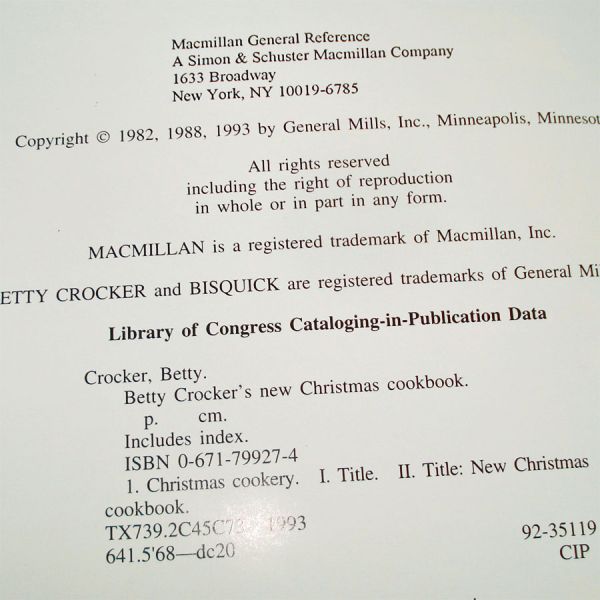 Macmillan General Reference
A Simon & Schuster Macmillan Company
1633 Broadway
New York, NY 10019-6785
Copyright © 1982, 1988, 1993 by General Mills, Inc., Minneapolis, Minnesot
All rights reserved
including the right of reproduction
in whole or in part in any form.
MACMILLAN is a registered trademark of Macmillan, Inc.
ETTY CROCKER and BISQUICK are registered trademarks of General Mi
Library of Congress Cataloging-in-Publication Data
Crocker, Betty.
Betty Crocker's new Christmas cookbook.
p. cm.
Includes index.
ISBN 0-671-79927-4
1. Christmas cookery. I. Title. II. Title: New Christmas
cookbook.
1993
641.5'68—dc20
92-35119
CIP